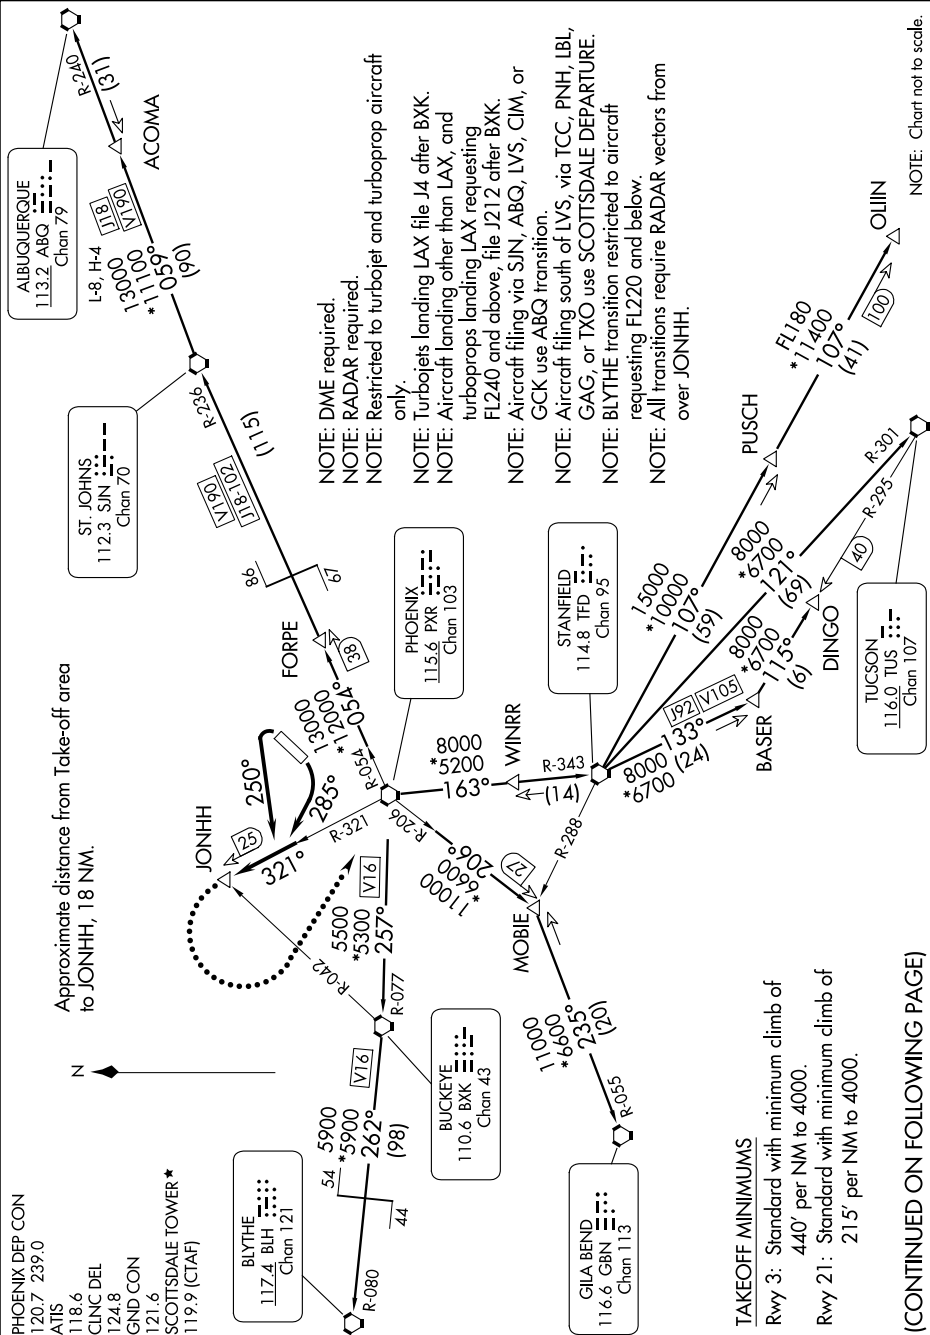 PHOENIX DEP CON
120.7 239.0
ATIS
118.6
CLNC DEL
124.8
GND CON
121.6
SCOTTSDALE TOWER★
119.9 (CTAF)
Approximate distance from Take-off area
to JONHH, 18 NM.
N
ALBUQUERQUE
113.2 ABQ
Chan 79
R-240
(31)
ACOMA
L-8, H-4
J18
V190
13000
*11100
059°
(90)
ST. JOHNS
112.3 SJN
Chan 70
R-236
(115)
V190
J18-102
86
67
FORPE
38
13000
*12000
054°
R-054
PHOENIX
115.6 PXR
Chan 103
250°
285°
JONHH
25
321°
R-321
R-042
R-206
V16
5500
*5300
257°
R-077
BUCKEYE
110.6 BXK
Chan 43
V16
5900
*5900
262°
(98)
54
44
BLYTHE
117.4 BLH
Chan 121
R-080
8000
*5200
163°
WINRR
R-343
(14)
STANFIELD
114.8 TFD
Chan 95
R-288
11000
*6600
206°
27
MOBIE
11000
*6600
235°
(20)
R-055
GILA BEND
116.6 GBN
Chan 113
15000
*10000
107°
(59)
PUSCH
FL180
*11400
107°
(41)
100
OLIIN
8000
*6700
121°
(69)
R-301
R-295
40
J92
V105
133°
8000
*6700
(24)
BASER
8000
*6700
115°
(6)
DINGO
TUCSON
116.0 TUS
Chan 107
NOTE: DME required.
NOTE: RADAR required.
NOTE: Restricted to turbojet and turboprop aircraft
only.
NOTE: Turbojets landing LAX file J4 after BXK.
NOTE: Aircraft landing other than LAX, and
turboprops landing LAX requesting
FL240 and above, file J212 after BXK.
NOTE: Aircraft filing via SJN, ABQ, LVS, CIM, or
GCK use ABQ transition.
NOTE: Aircraft filing south of LVS, via TCC, PNH, LBL,
GAG, or TXO use SCOTTSDALE DEPARTURE.
NOTE: BLYTHE transition restricted to aircraft
requesting FL220 and below.
NOTE: All transitions require RADAR vectors from
over JONHH.
NOTE: Chart not to scale.
TAKEOFF MINIMUMS
Rwy 3: Standard with minimum climb of
440' per NM to 4000.
Rwy 21: Standard with minimum climb of
215' per NM to 4000.
(CONTINUED ON FOLLOWING PAGE)